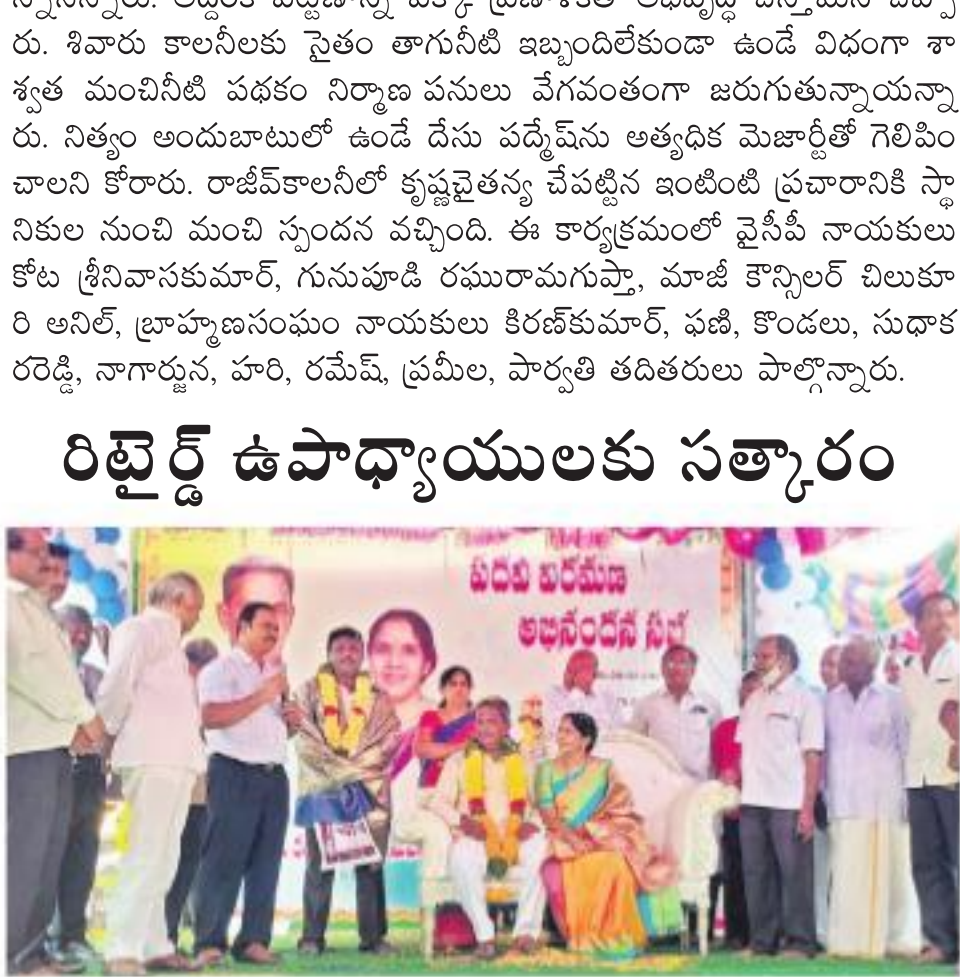 రు. శివారు కాలనీలకు సైతం తాగునీటి ఇబ్బందిలేకుండా ఉండే విధంగా శా
శ్వత మంచినీటి పథకం నిర్మాణ పనులు వేగవంతంగా జరుగుతున్నాయన్నా
రు. నిత్యం అందుబాటులో ఉండే దేసు పద్మేష్‌ను అత్యధిక మెజార్టీతో గెలిపిం
చాలని కోరారు. రాజీవ్‌కాలనీలో కృష్ణచైతన్య చేపట్టిన ఇంటింటి ప్రచారానికి స్థా
నికుల నుంచి మంచి స్పందన వచ్చింది. ఈ కార్యక్రమంలో వైసీపీ నాయకులు
కోట శ్రీనివాసకుమార్, గునుపూడి రఘురామగుప్తా, మాజీ కౌన్సిలర్ చిలుకూ
రి అనిల్, బ్రాహ్మణసంఘం నాయకులు కిరణ్‌కుమార్, ఫణి, కొండలు, సుధాక
రరెడ్డి, నాగార్జున, హరి, రమేష్, ప్రమీల, పార్వతి తదితరులు పాల్గొన్నారు.
రిటైర్డ్ ఉపాధ్యాయులకు సత్కారం
పదవి విరమణ
అభినందన సభ